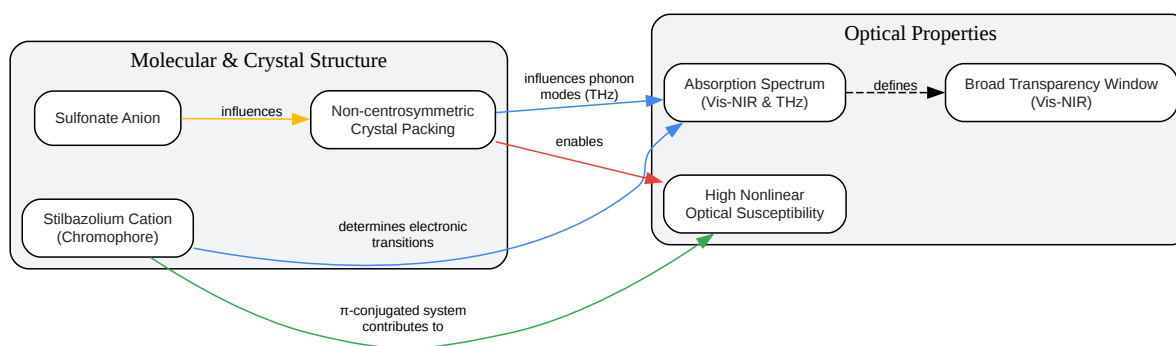 Molecular & Crystal Structure
Optical Properties
Sulfonate Anion
influences
Non-centrosymmetric
Crystal Packing
influences phonon
modes (THz)
Absorption Spectrum
(Vis-NIR & THz)
defines
Broad Transparency Window
(Vis-NIR)
enables
Stilbazolium Cation
(Chromophore)
determines electronic
transitions
High Nonlinear
Optical Susceptibility
π-conjugated system
contributes to